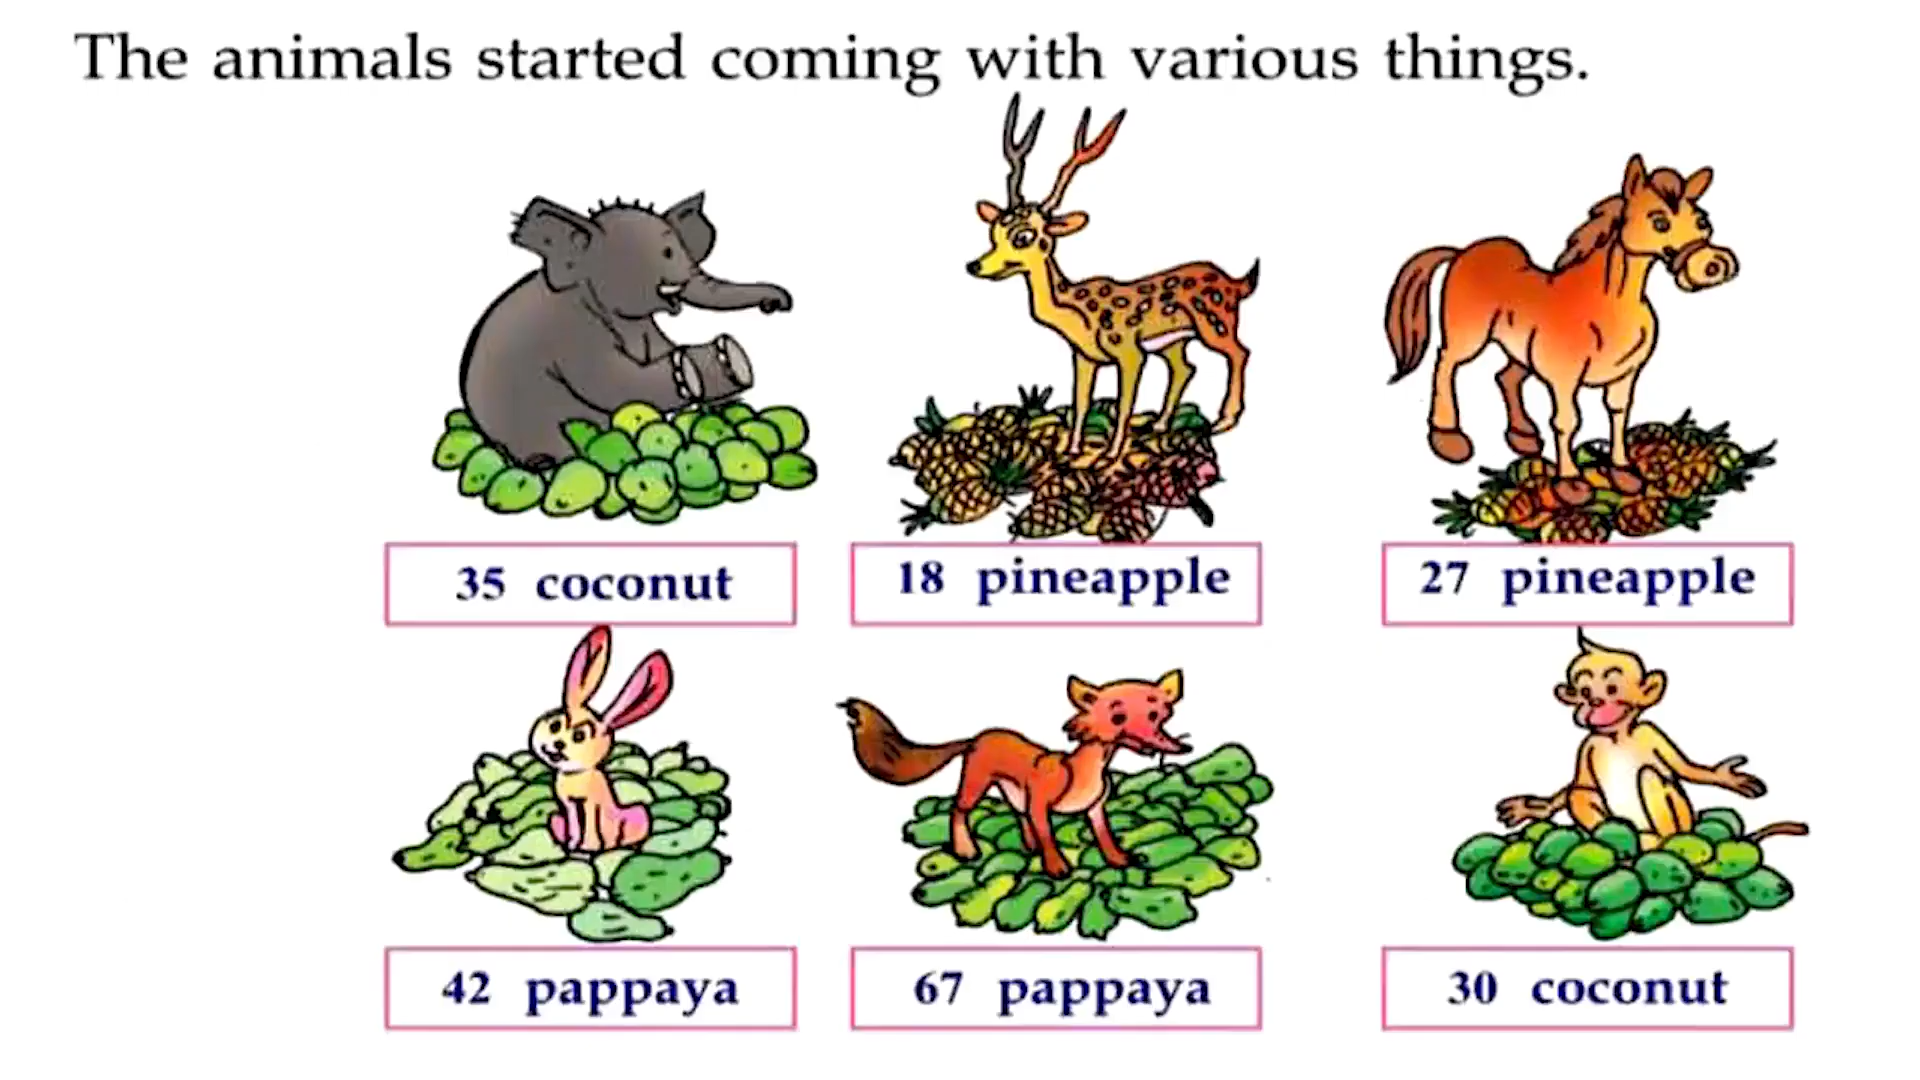 The animals started coming with various things.
35 coconut
18 pineapple
27 pineapple
42 pappaya
67 pappaya
30 coconut